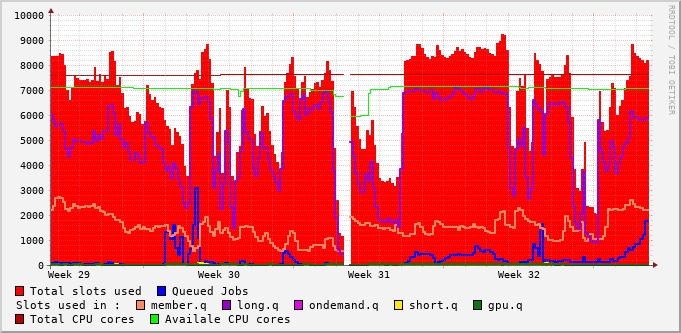 10000
9000
8000
7000
6000
5000
4000
3000
2000
1000
0
Week 29 Week 30 Week 31 Week 32
Total slots used Queued Jobs
Slots used in : member.q long.q ondemand.q short.q gpu.q
Total CPU cores Availale CPU cores
RRDTOOL / TOBI OETIKER